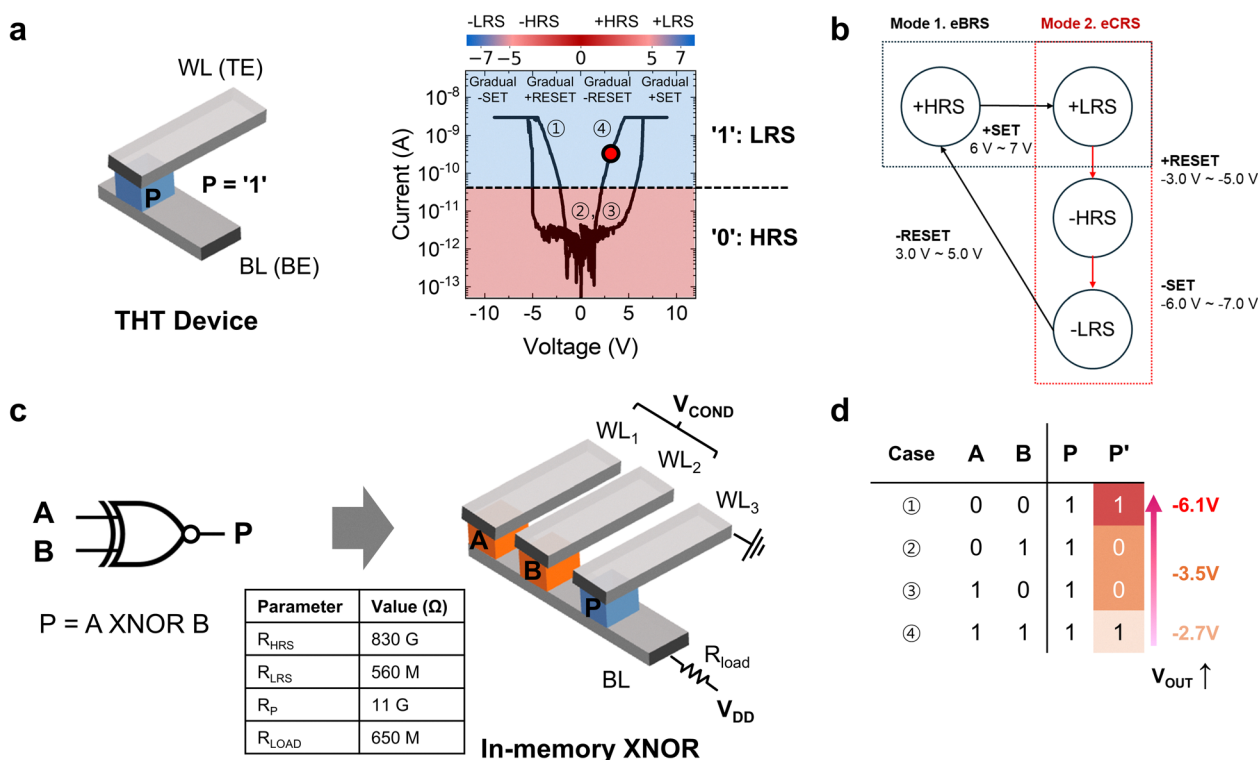 a
WL (TE)
P = '1'
P
BL (BE)
THT Device
-LRS -HRS +HRS +LRS
−7 −5 0 5 7
Gradual -SET
Gradual +RESET
Gradual -RESET
Gradual +SET
① ④
②, ③
10⁻⁸
10⁻⁹
10⁻¹⁰
10⁻¹¹
10⁻¹²
10⁻¹³
Current (A)
-10 -5 0 5 10
Voltage (V)
'1': LRS
'0': HRS
b
Mode 1. eBRS
Mode 2. eCRS
+HRS
+LRS
+SET
6 V ~ 7 V
+RESET
-3.0 V ~ -5.0 V
-HRS
-RESET
3.0 V ~ 5.0 V
-SET
-6.0 V ~ -7.0 V
-LRS
c
A
B
P
P = A XNOR B
Parameter Value (Ω)
R_HRS 830 G
R_LRS 560 M
R_P 11 G
R_LOAD 650 M
V_COND
WL₁
WL₂
WL₃
A
B
P
BL
R_load
V_DD
In-memory XNOR
d
Case A B P P'
① 0 0 1 1
② 0 1 1 0
③ 1 0 1 0
④ 1 1 1 1
-6.1V
-3.5V
-2.7V
V_OUT ↑